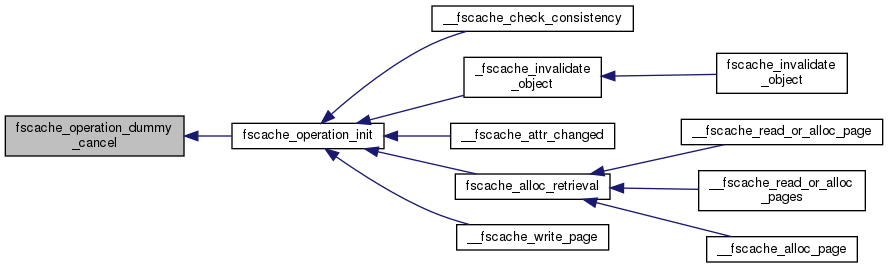 __fscache_check_consistency
_fscache_invalidate
_object
fscache_invalidate
_object
fscache_operation_dummy
_cancel
fscache_operation_init
__fscache_attr_changed
__fscache_read_or_alloc_page
fscache_alloc_retrieval
__fscache_read_or_alloc
_pages
__fscache_write_page
__fscache_alloc_page